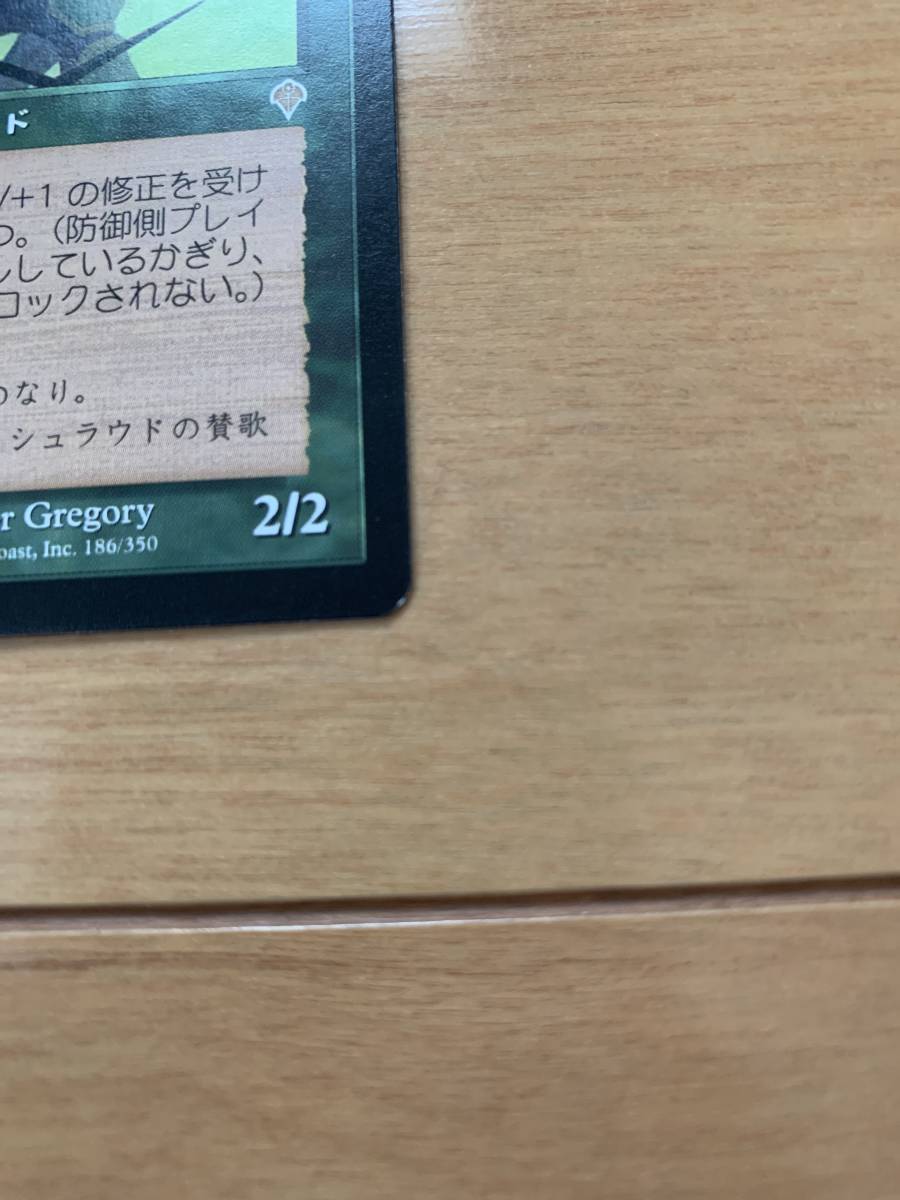 ド
/+1 の修正を受け
つ。(防御側プレイ
しているかぎり、
ロックされない。)
のなり。
シュラウドの賛歌
r Gregory
2/2
oast, Inc. 186/350